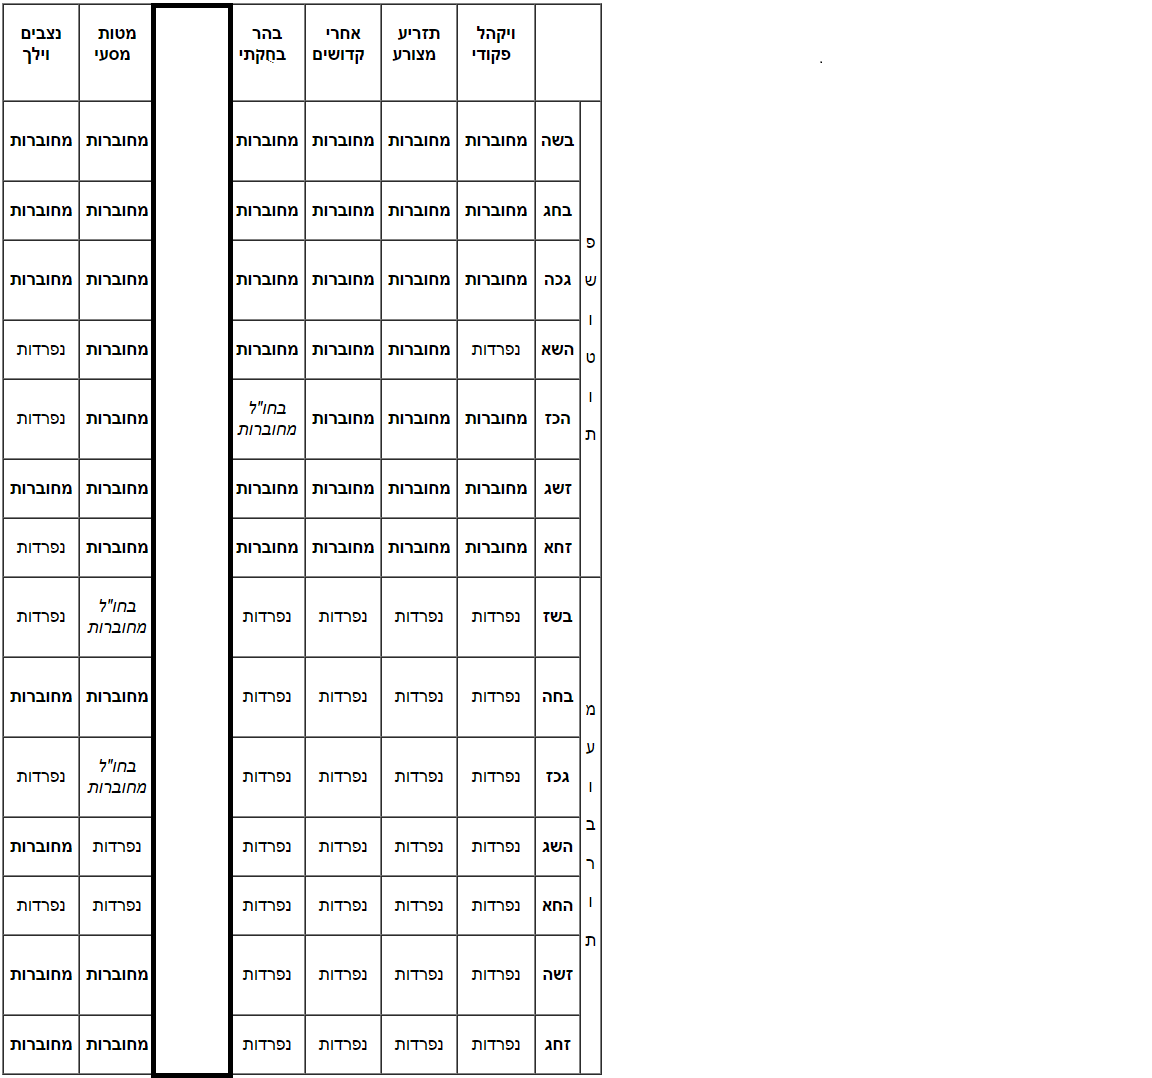 ויקהל פקודי תזריע מצורע אחרי קדושים בהר בחֻקתי מטות מסעי נצבים וילך
פשוטות
בשה מחוברות מחוברות מחוברות מחוברות מחוברות מחוברות
בחג מחוברות מחוברות מחוברות מחוברות מחוברות מחוברות
גכה מחוברות מחוברות מחוברות מחוברות מחוברות מחוברות
השא נפרדות מחוברות מחוברות מחוברות מחוברות נפרדות
הכז מחוברות מחוברות מחוברות בחו"ל מחוברות מחוברות נפרדות
זשג מחוברות מחוברות מחוברות מחוברות מחוברות מחוברות
זחא מחוברות מחוברות מחוברות מחוברות מחוברות נפרדות
מעוברות
בשז נפרדות נפרדות נפרדות נפרדות בחו"ל מחוברות נפרדות
בחה נפרדות נפרדות נפרדות נפרדות מחוברות מחוברות
גכז נפרדות נפרדות נפרדות נפרדות בחו"ל מחוברות נפרדות
השג נפרדות נפרדות נפרדות נפרדות נפרדות מחוברות
החא נפרדות נפרדות נפרדות נפרדות נפרדות נפרדות
זשה נפרדות נפרדות נפרדות נפרדות מחוברות מחוברות
זחג נפרדות נפרדות נפרדות נפרדות מחוברות מחוברות